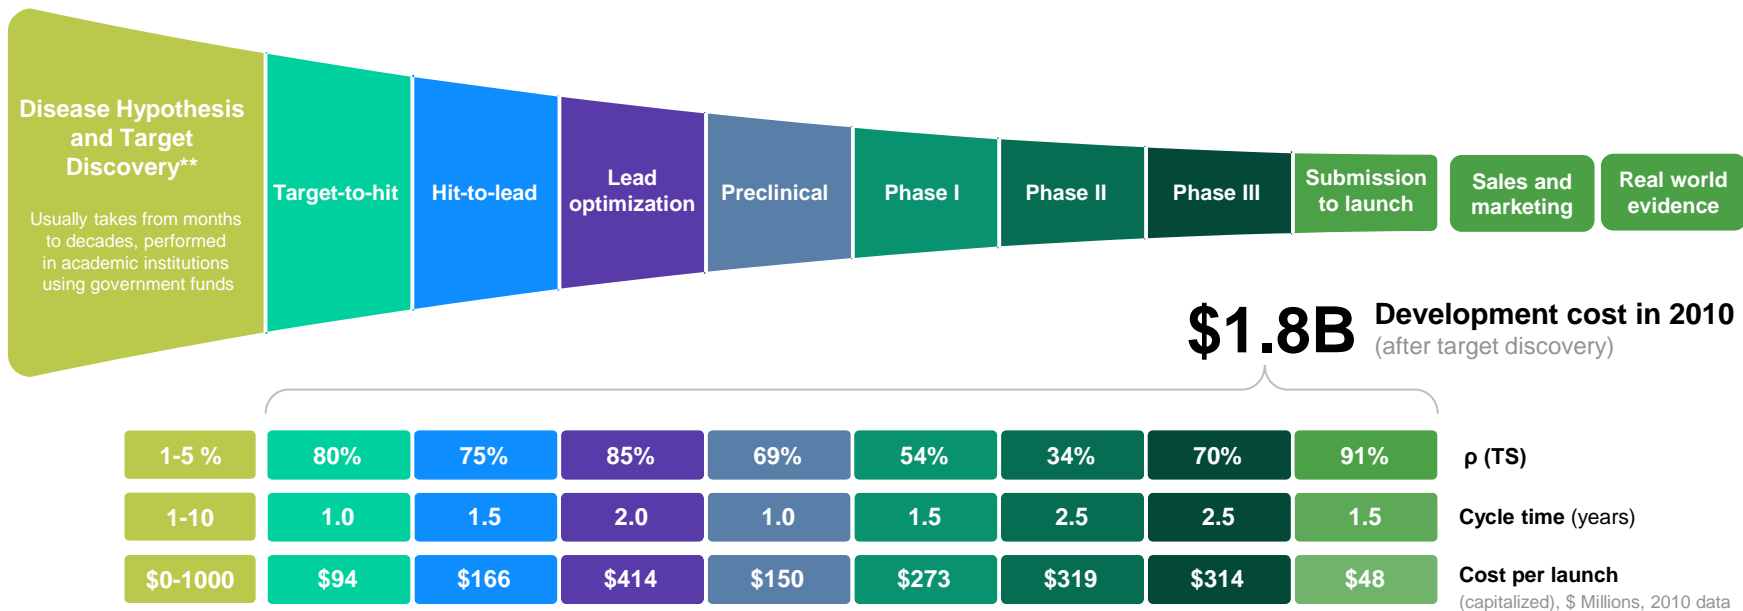 Disease Hypothesis
and Target
Discovery**
Usually takes from months
to decades, performed
in academic institutions
using government funds
Target-to-hit
Hit-to-lead
Lead
optimization
Preclinical
Phase I
Phase II
Phase III
Submission
to launch
Sales and
marketing
Real world
evidence
$1.8B
Development cost in 2010
(after target discovery)
1-5 % 80% 75% 85% 69% 54% 34% 70% 91% ρ (TS)
1-10 1.0 1.5 2.0 1.0 1.5 2.5 2.5 1.5 Cycle time (years)
$0-1000 $94 $166 $414 $150 $273 $319 $314 $48 Cost per launch
(capitalized), $ Millions, 2010 data